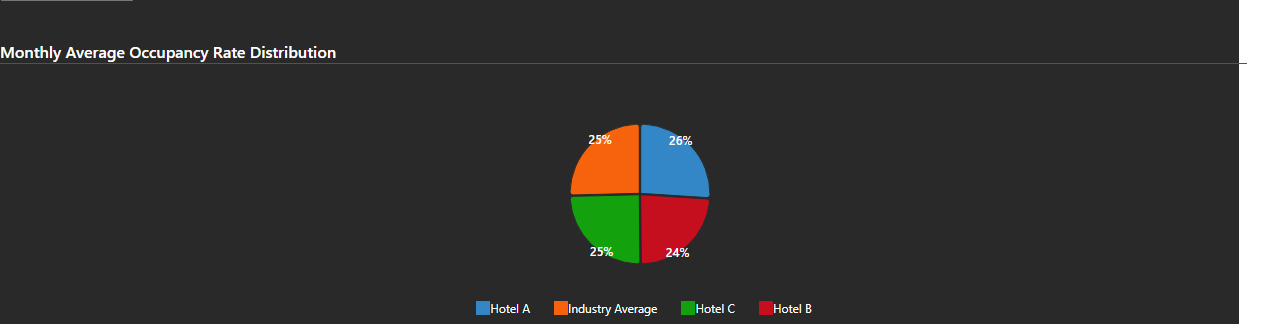 Monthly Average Occupancy Rate Distribution
25% 26%
25% 24%
Hotel A Industry Average Hotel C Hotel B